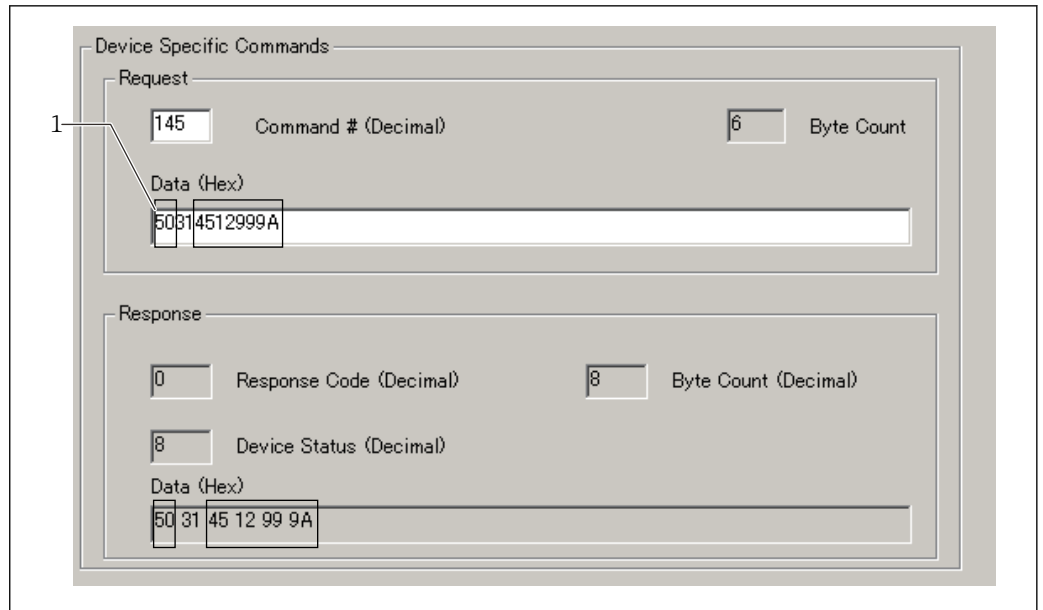 Device Specific Commands
Request
1
145 Command # (Decimal) 6 Byte Count
Data (Hex)
50314512999A
Response
0 Response Code (Decimal) 8 Byte Count (Decimal)
8 Device Status (Decimal)
Data (Hex)
50 31 45 12 99 9A